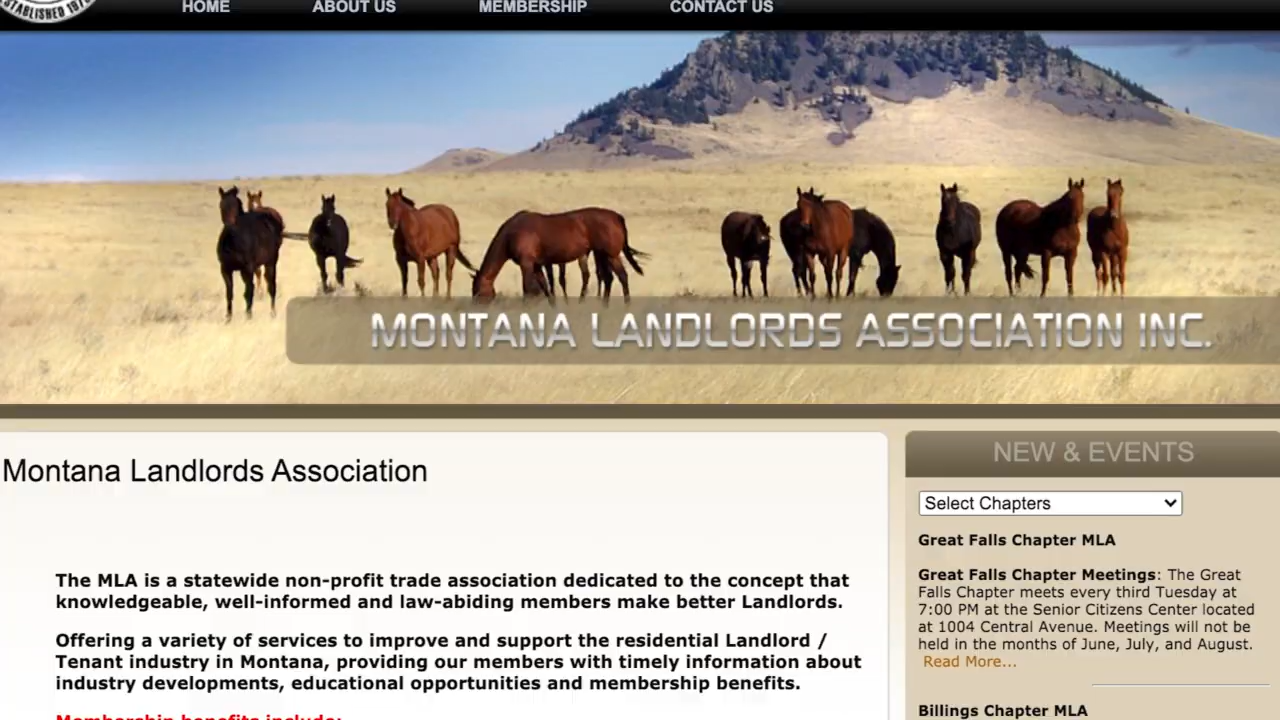 ESTABLISHED
HOME
ABOUT US
MEMBERSHIP
CONTACT US
MONTANA LANDLORDS ASSOCIATION INC.
Montana Landlords Association
The MLA is a statewide non-profit trade association dedicated to the concept that
knowledgeable, well-informed and law-abiding members make better Landlords.
Offering a variety of services to improve and support the residential Landlord /
Tenant industry in Montana, providing our members with timely information about
industry developments, educational opportunities and membership benefits.
Membership benefits include:
NEW & EVENTS
Select Chapters
Great Falls Chapter MLA
Great Falls Chapter Meetings: The Great
Falls Chapter meets every third Tuesday at
7:00 PM at the Senior Citizens Center located
at 1004 Central Avenue. Meetings will not be
held in the months of June, July, and August.
Read More...
Billings Chapter MLA